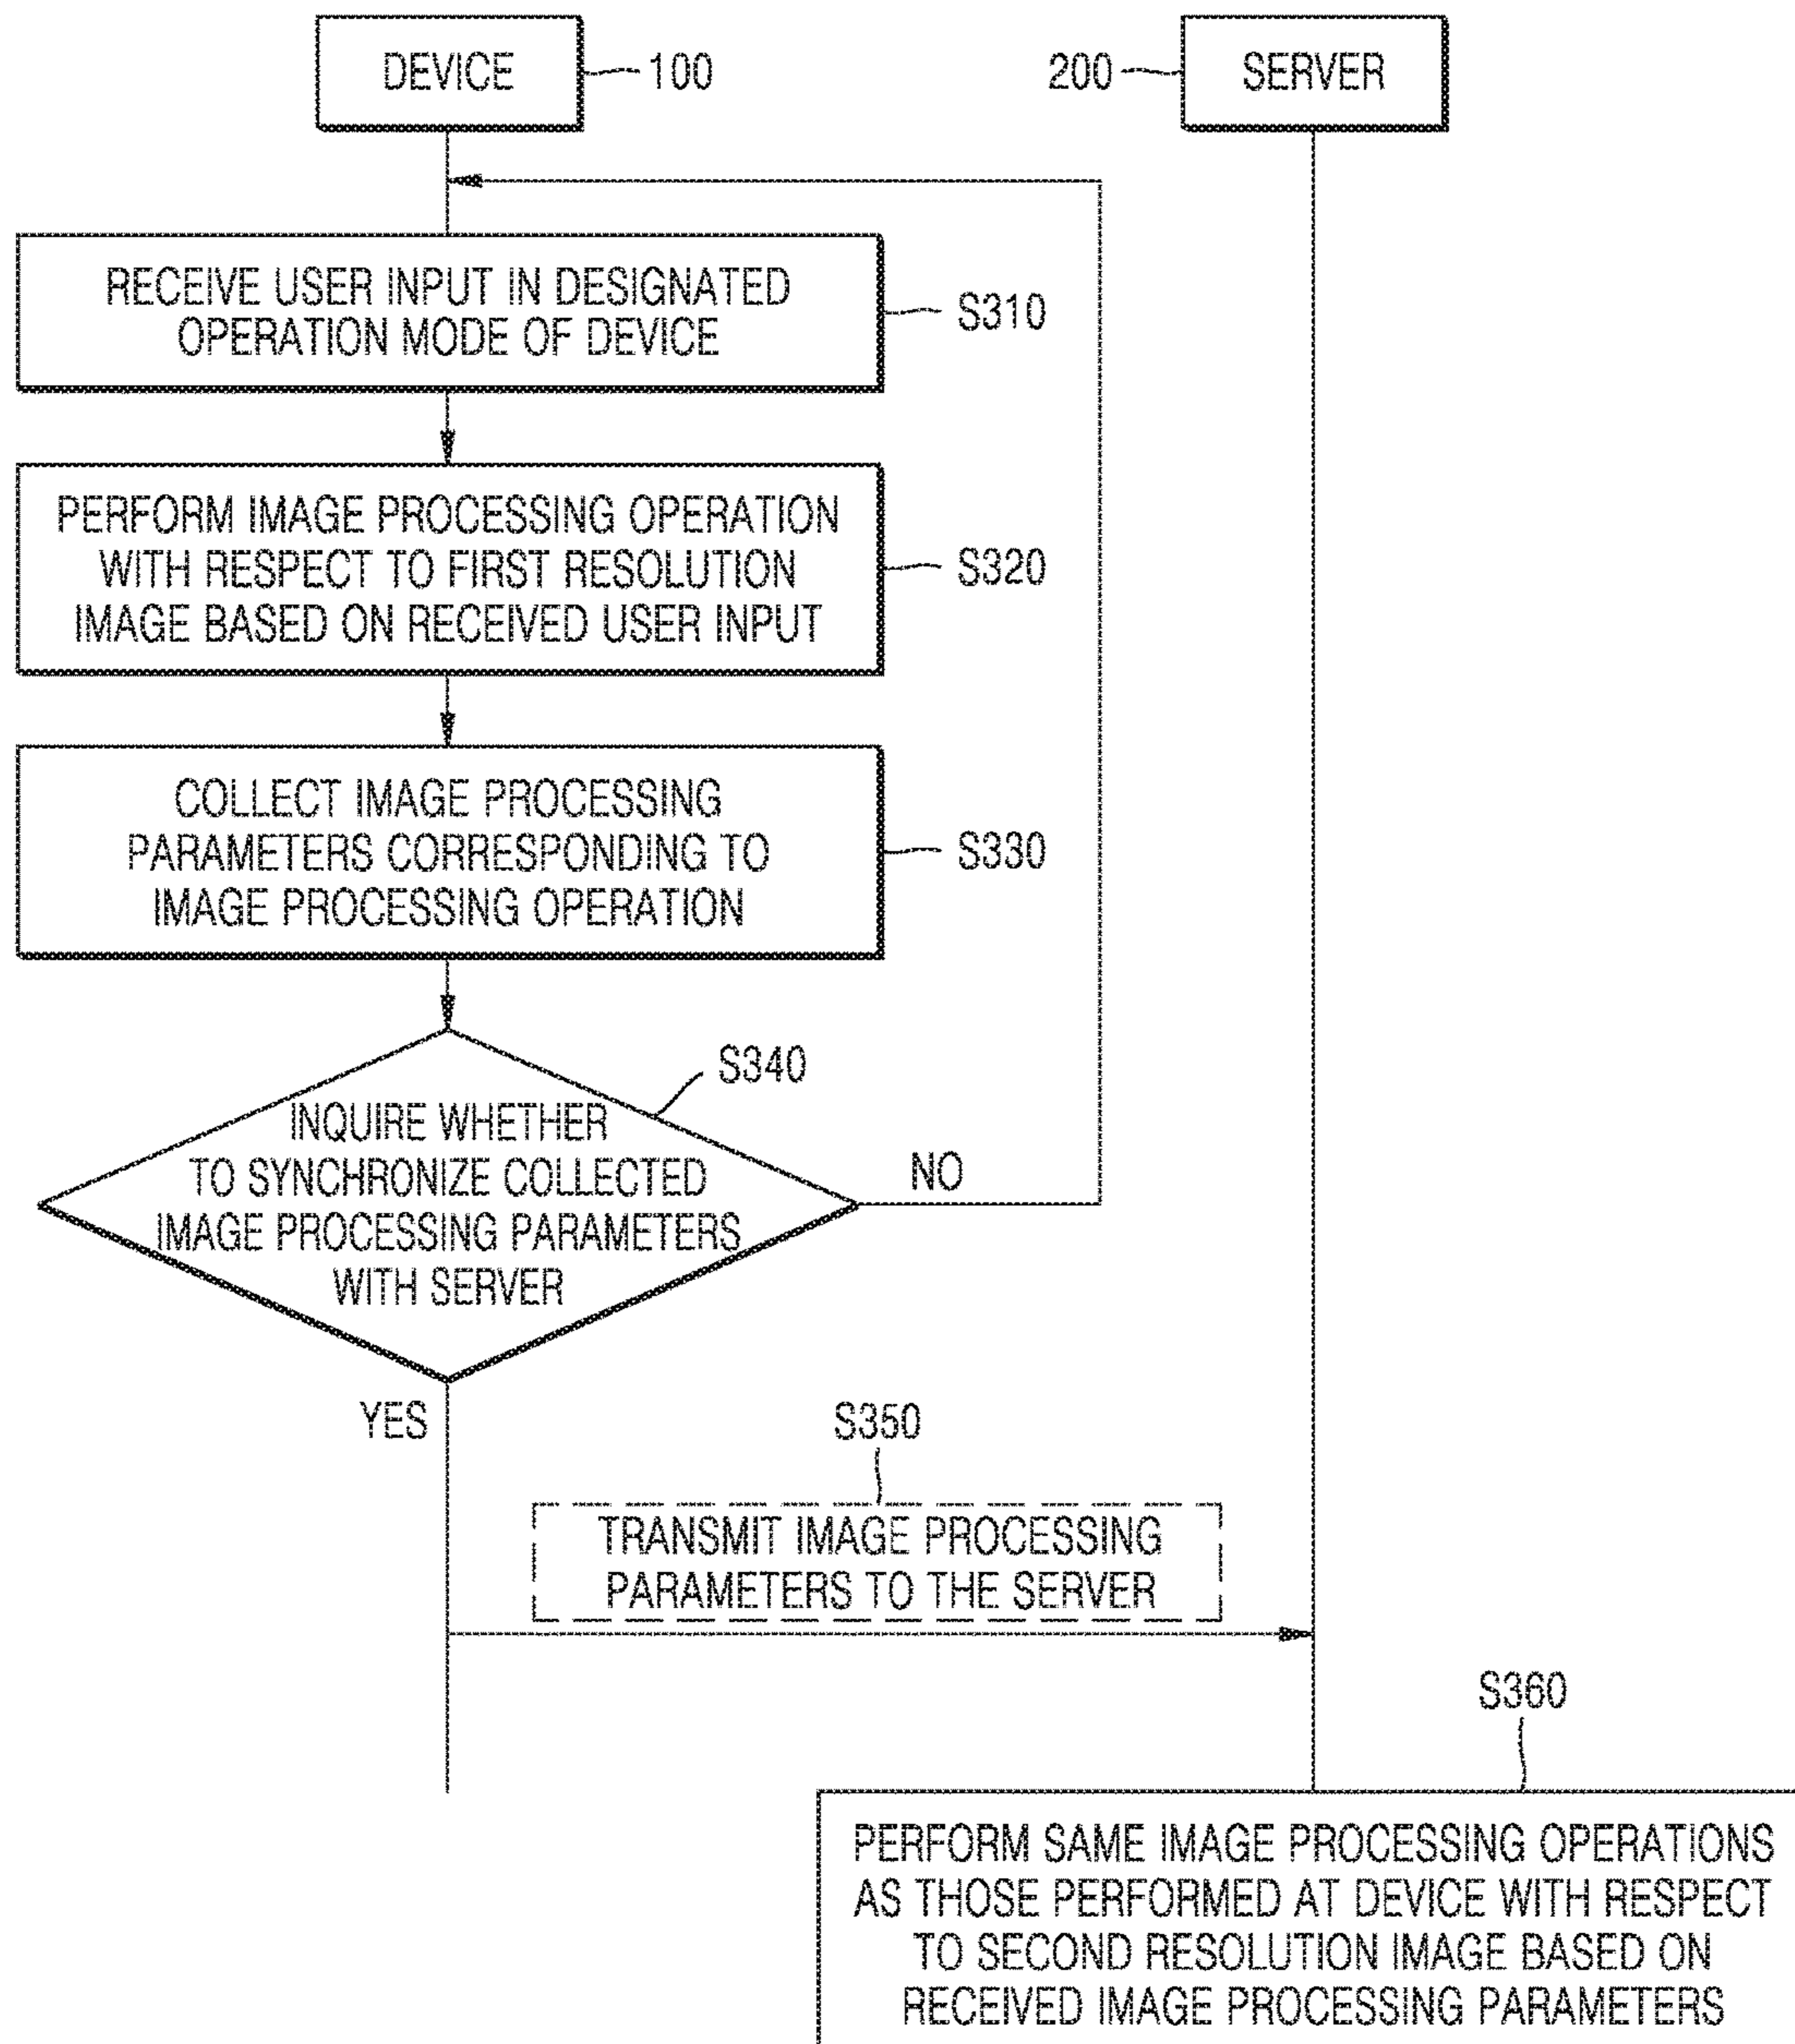 DEVICE
100
200
SERVER
RECEIVE USER INPUT IN DESIGNATED
OPERATION MODE OF DEVICE
S310
PERFORM IMAGE PROCESSING OPERATION
WITH RESPECT TO FIRST RESOLUTION
IMAGE BASED ON RECEIVED USER INPUT
S320
COLLECT IMAGE PROCESSING
PARAMETERS CORRESPONDING TO
IMAGE PROCESSING OPERATION
S330
S340
INQUIRE WHETHER
TO SYNCHRONIZE COLLECTED
IMAGE PROCESSING PARAMETERS
WITH SERVER
NO
YES
S350
TRANSMIT IMAGE PROCESSING
PARAMETERS TO THE SERVER
S360
PERFORM SAME IMAGE PROCESSING OPERATIONS
AS THOSE PERFORMED AT DEVICE WITH RESPECT
TO SECOND RESOLUTION IMAGE BASED ON
RECEIVED IMAGE PROCESSING PARAMETERS